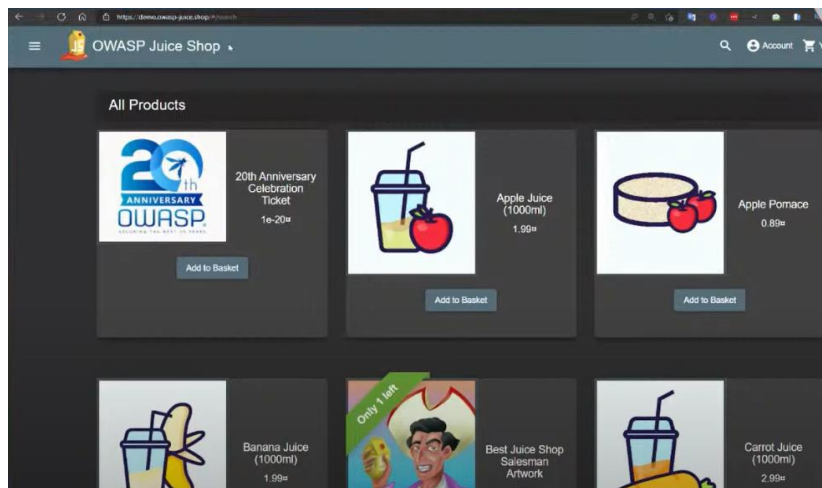 https://demo.owasp-juice.shop/#/search
OWASP Juice Shop
Account
All Products
20th
ANNIVERSARY
OWASP
20th Anniversary
Celebration
Ticket
1e-20¤
Add to Basket
Apple Juice
(1000ml)
1.99¤
Add to Basket
Apple Pomace
0.89¤
Add to Basket
Banana Juice
(1000ml)
1.99¤
Only 1 left
Best Juice Shop
Salesman
Artwork
Carrot Juice
(1000ml)
2.99¤